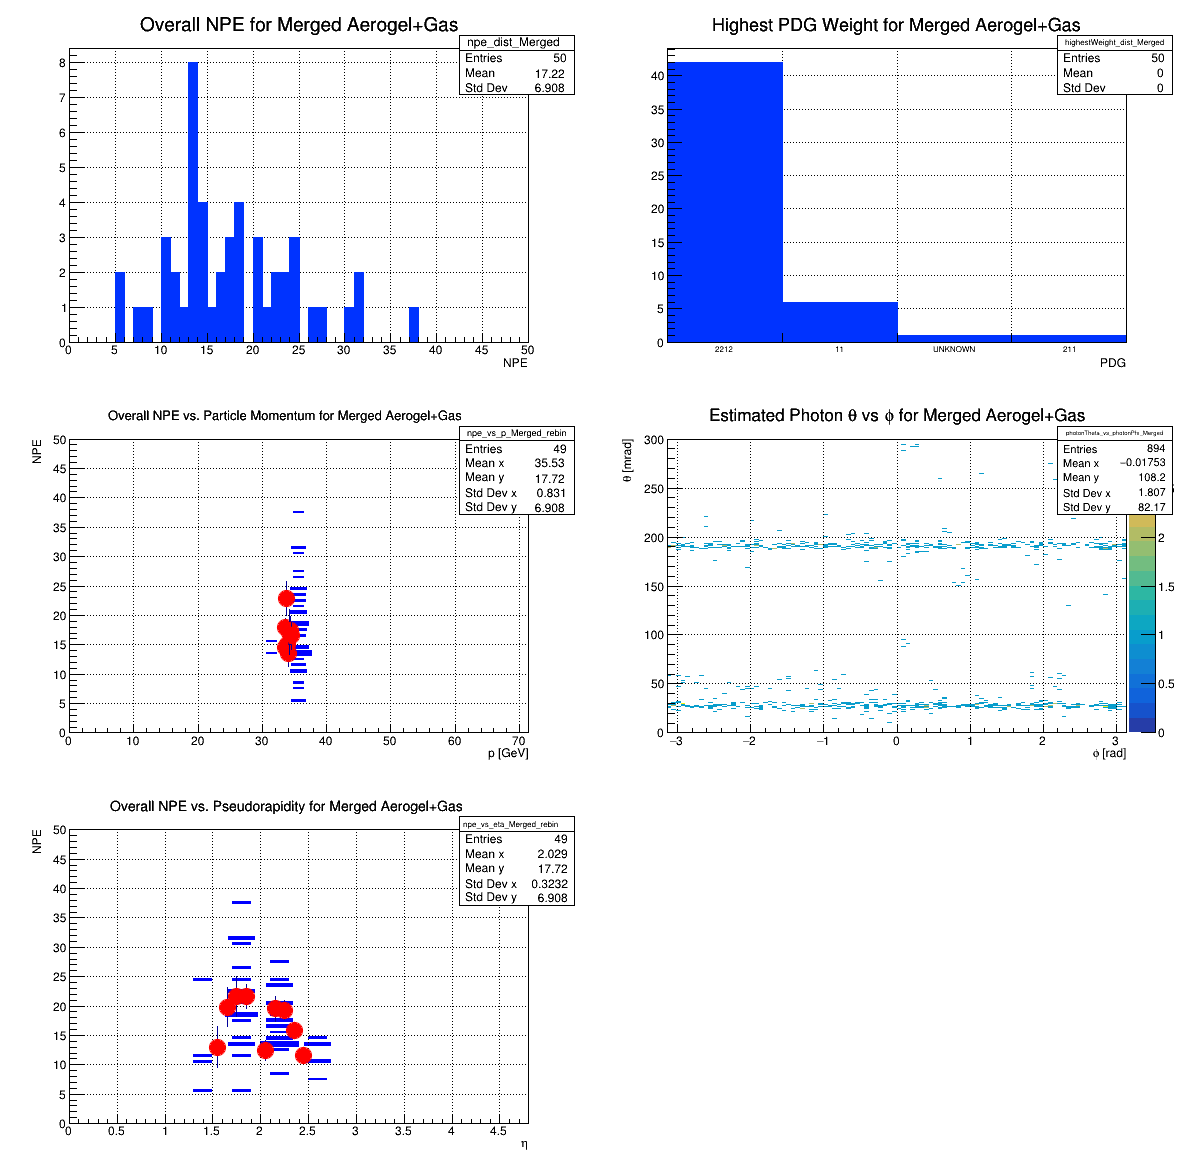 Overall NPE for Merged Aerogel+Gas
npe_dist_Merged
Entries 50
Mean 17.22
Std Dev 6.908
8
7
6
5
4
3
2
1
0
0 5 10 15 20 25 30 35 40 45 50
NPE
Highest PDG Weight for Merged Aerogel+Gas
highestWeight_dist_Merged
Entries 50
Mean 0
Std Dev 0
40
35
30
25
20
15
10
5
0
2212 11 UNKNOWN 211
PDG
Overall NPE vs. Particle Momentum for Merged Aerogel+Gas
npe_vs_p_Merged_rebin
Entries 49
Mean x 35.53
Mean y 17.72
Std Dev x 0.831
Std Dev y 6.908
NPE
50
45
40
35
30
25
20
15
10
5
0
0 10 20 30 40 50 60 70
p [GeV]
Estimated Photon θ vs ϕ for Merged Aerogel+Gas
photonTheta_vs_photonPhi_Merged
Entries 894
Mean x −0.01753
Mean y 108.2
Std Dev x 1.807
Std Dev y 82.17
θ [mrad]
300
250
200
150
100
50
0
−3 −2 −1 0 1 2 3
ϕ [rad]
2
1.5
1
0.5
0
Overall NPE vs. Pseudorapidity for Merged Aerogel+Gas
npe_vs_eta_Merged_rebin
Entries 49
Mean x 2.029
Mean y 17.72
Std Dev x 0.3232
Std Dev y 6.908
NPE
50
45
40
35
30
25
20
15
10
5
0
0 0.5 1 1.5 2 2.5 3 3.5 4 4.5
η